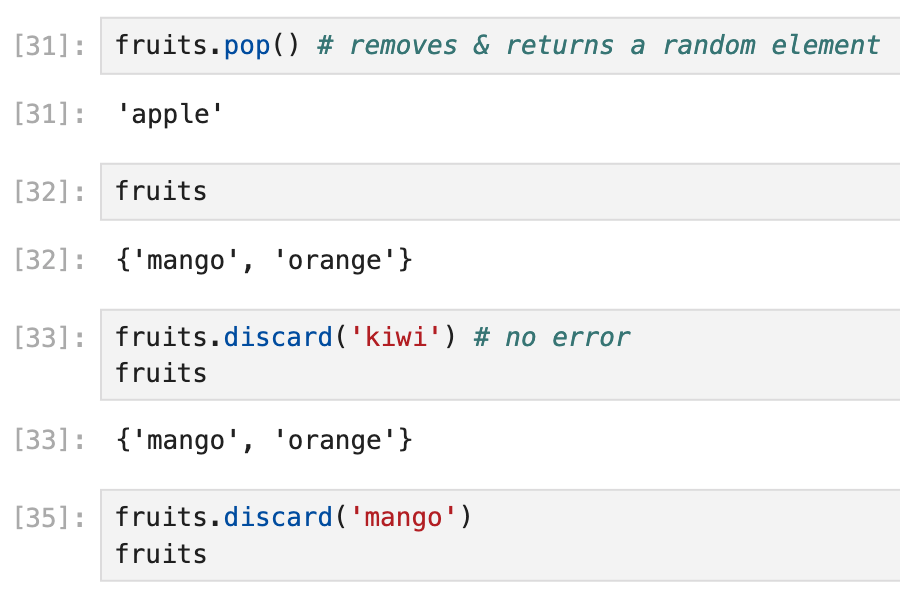 [31]: fruits.pop() # removes & returns a random element
[31]: 'apple'
[32]: fruits
[32]: {'mango', 'orange'}
[33]: fruits.discard('kiwi') # no error
fruits
[33]: {'mango', 'orange'}
[35]: fruits.discard('mango')
fruits